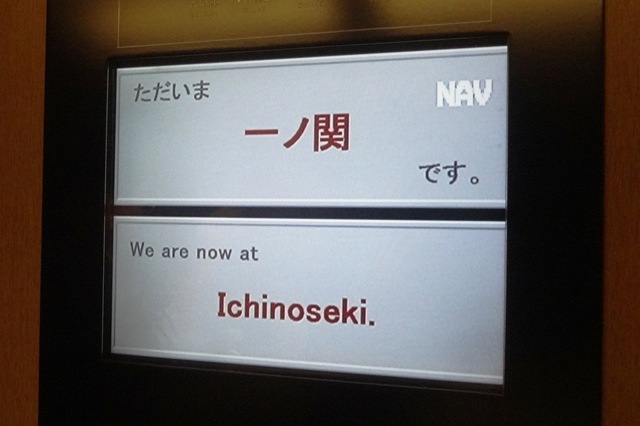 ただいま
NAV
一ノ関
です。
We are now at
Ichinoseki.